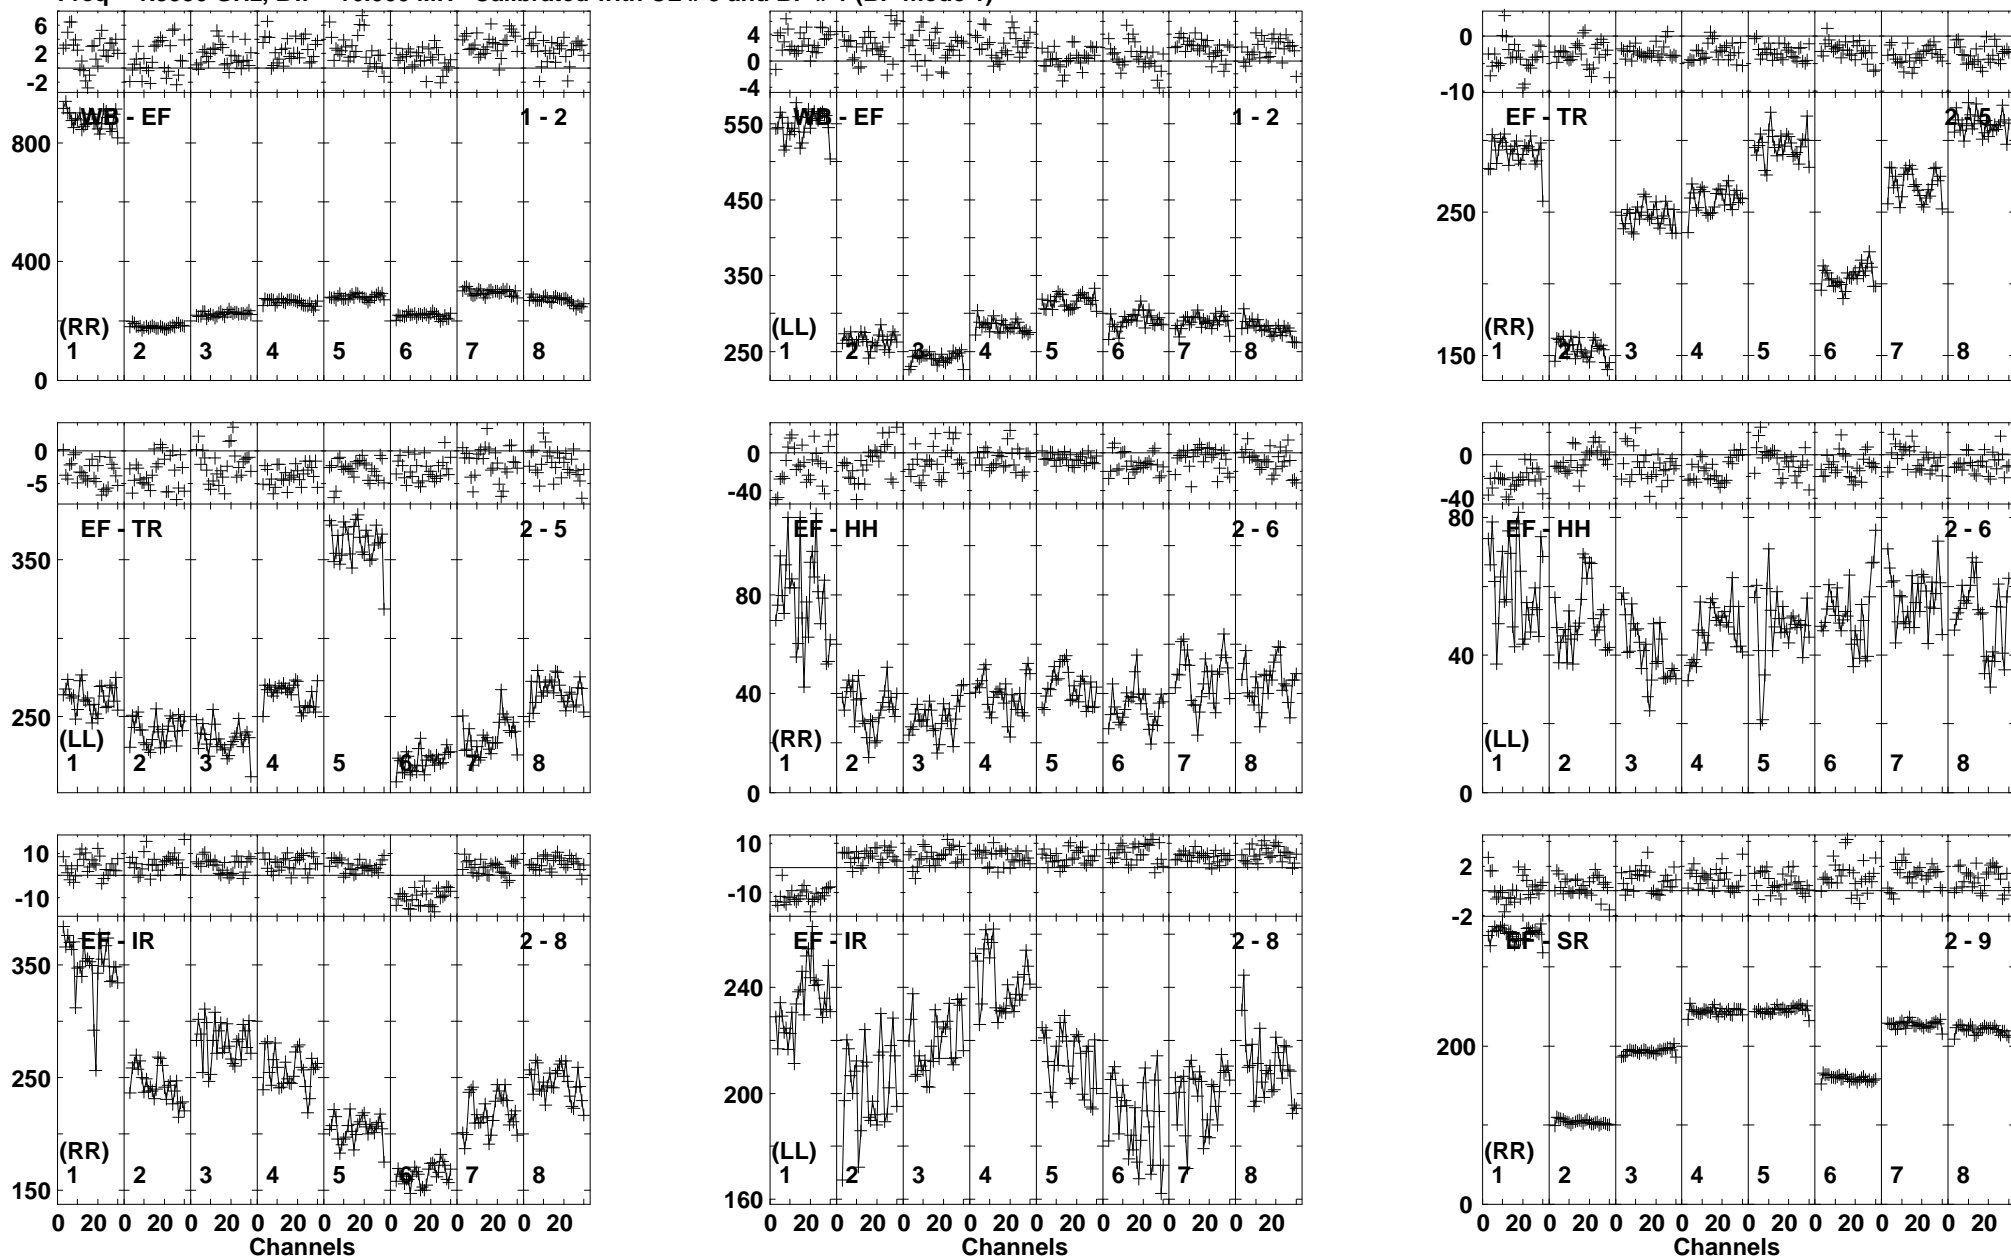 6 2 -2
4 0 -4
0 -10
800 400 0
WB - EF 1 - 2
(RR)
1 2 3 4 5 6 7 8
550 450 350 250
WB - EF 1 - 2
(LL)
1 2 3 4 5 6 7 8
250 150
EF - TR 2 - 5
(RR)
1 2 3 4 5 6 7 8
0 -5
0 -40
0 -40
350 250
EF - TR 2 - 5
(LL)
1 2 3 4 5 6 7 8
80 40 0
EF - HH 2 - 6
(RR)
1 2 3 4 5 6 7 8
80 40 0
EF - HH 2 - 6
(LL)
1 2 3 4 5 6 7 8
10 -10
10 -10
2 -2
350 250 150
EF - IR 2 - 8
(RR)
1 2 3 4 5 6 7 8
240 200 160
EF - IR 2 - 8
(LL)
1 2 3 4 5 6 7 8
200 0
EF - SR 2 - 9
(RR)
1 2 3 4 5 6 7 8
0 20 0 20 0 20 0 20 0 20 0 20 0 20 0 20
Channels
0 20 0 20 0 20 0 20 0 20 0 20 0 20 0 20
Channels
0 20 0 20 0 20 0 20 0 20 0 20 0 20 0 20
Channels